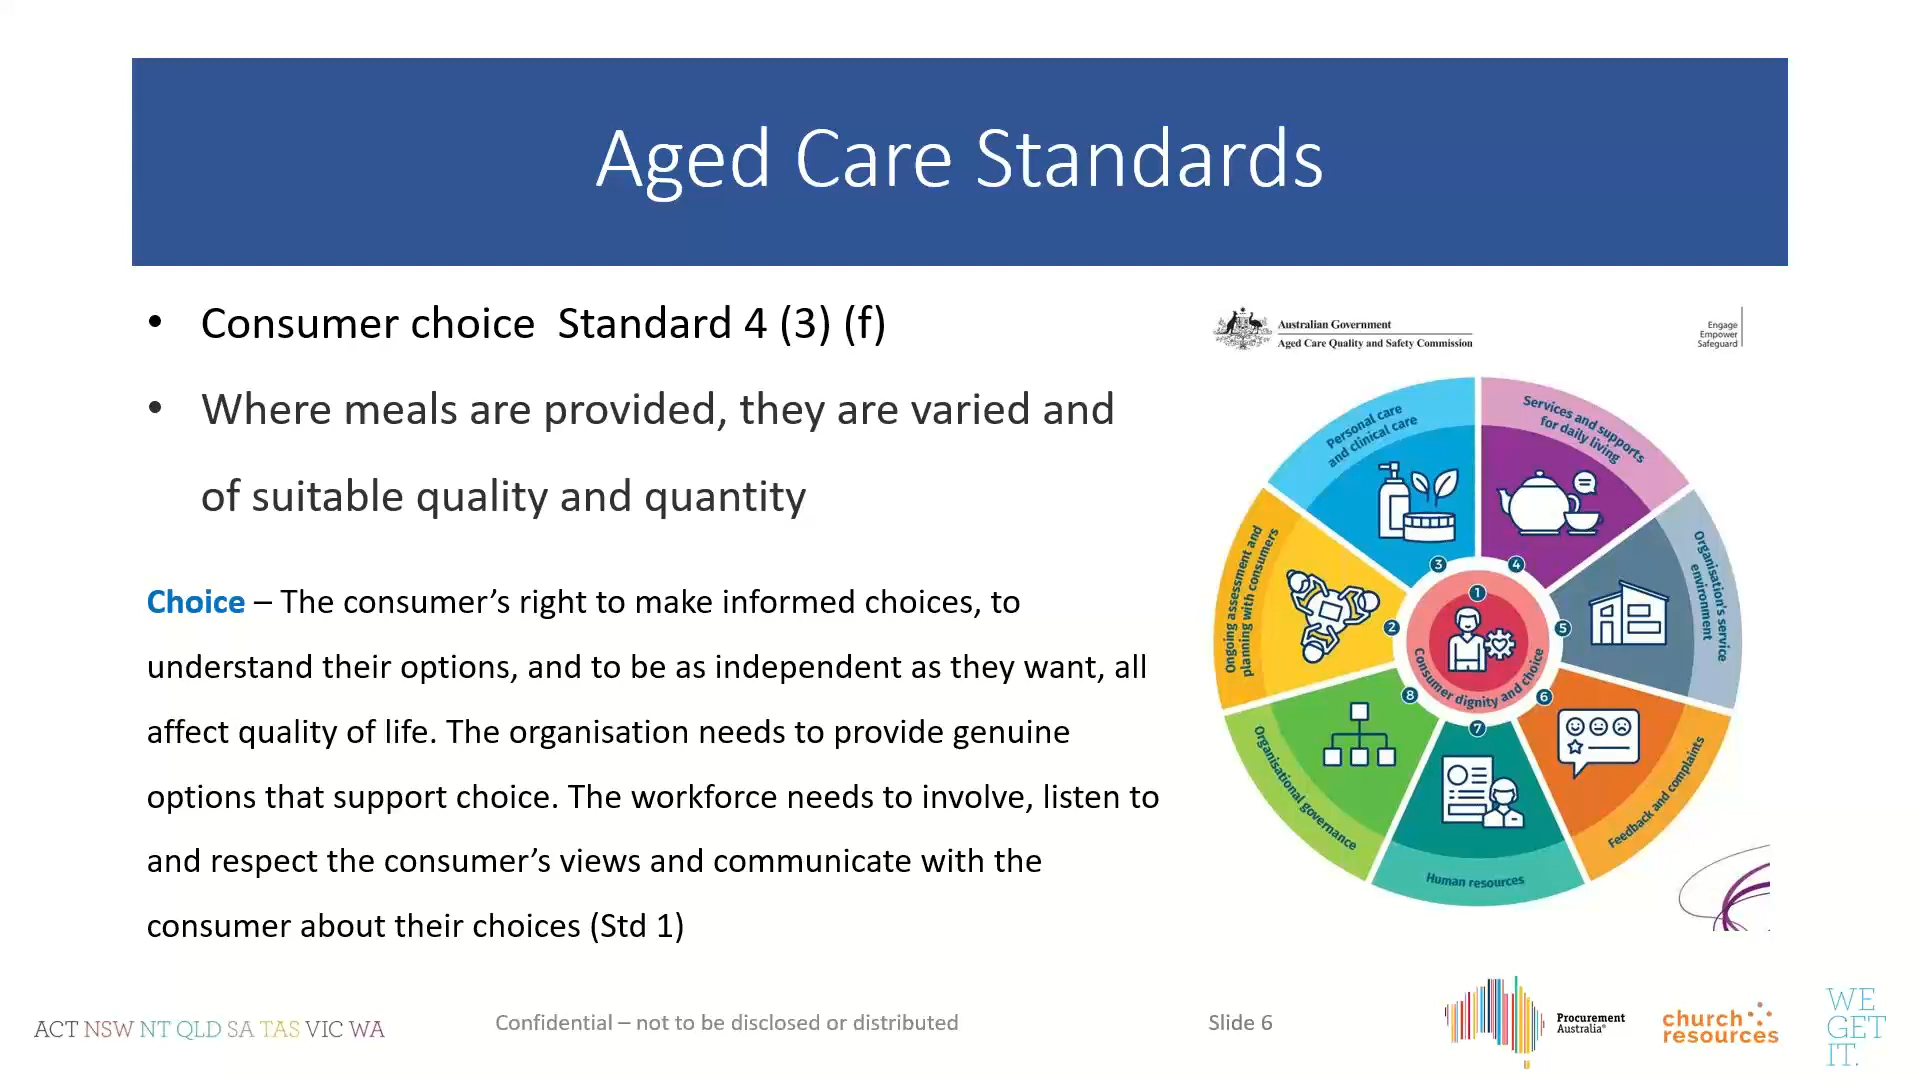 Aged Care Standards
• Consumer choice  Standard 4 (3) (f)
• Where meals are provided, they are varied and
of suitable quality and quantity
Choice – The consumer’s right to make informed choices, to
understand their options, and to be as independent as they want, all
affect quality of life. The organisation needs to provide genuine
options that support choice. The workforce needs to involve, listen to
and respect the consumer’s views and communicate with the
consumer about their choices (Std 1)
Australian Government
Aged Care Quality and Safety Commission
Engage
Empower
Safeguard
Personal care
and clinical care
Services and supports
for daily living
Ongoing assessment and
planning with consumers
Organisation's service
environment
3
4
1
2
5
Consumer dignity and choice
8
6
7
Organisational governance
Feedback and complaints
Human resources
ACT NSW NT QLD SA TAS VIC WA
Confidential – not to be disclosed or distributed
Slide 6
Procurement
Australia®
church
resources
WE
GET
IT.